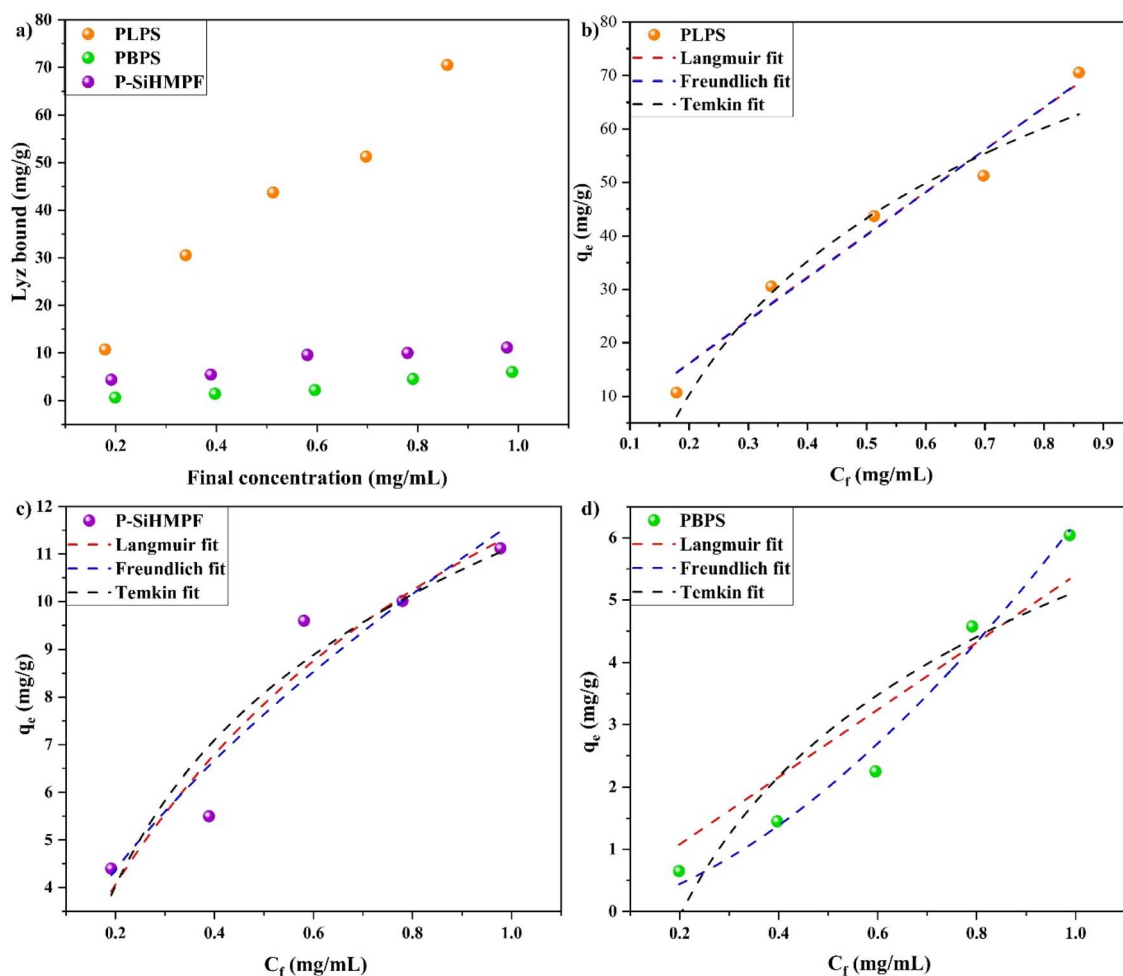 a)
PLPS
PBPS
P-SiHMPF
80
70
60
50
40
30
20
10
0
Lyz bound (mg/g)
0.2
0.4
0.6
0.8
1.0
Final concentration (mg/mL)
b)
PLPS
Langmuir fit
Freundlich fit
Temkin fit
80
70
60
50
40
30
20
10
qe (mg/g)
0.1
0.2
0.3
0.4
0.5
0.6
0.7
0.8
0.9
Cf (mg/mL)
c)
P-SiHMPF
Langmuir fit
Freundlich fit
Temkin fit
12
11
10
9
8
7
6
5
4
qe (mg/g)
0.2
0.4
0.6
0.8
1.0
Cf (mg/mL)
d)
PBPS
Langmuir fit
Freundlich fit
Temkin fit
6
5
4
3
2
1
0
qe (mg/g)
0.2
0.4
0.6
0.8
1.0
Cf (mg/mL)